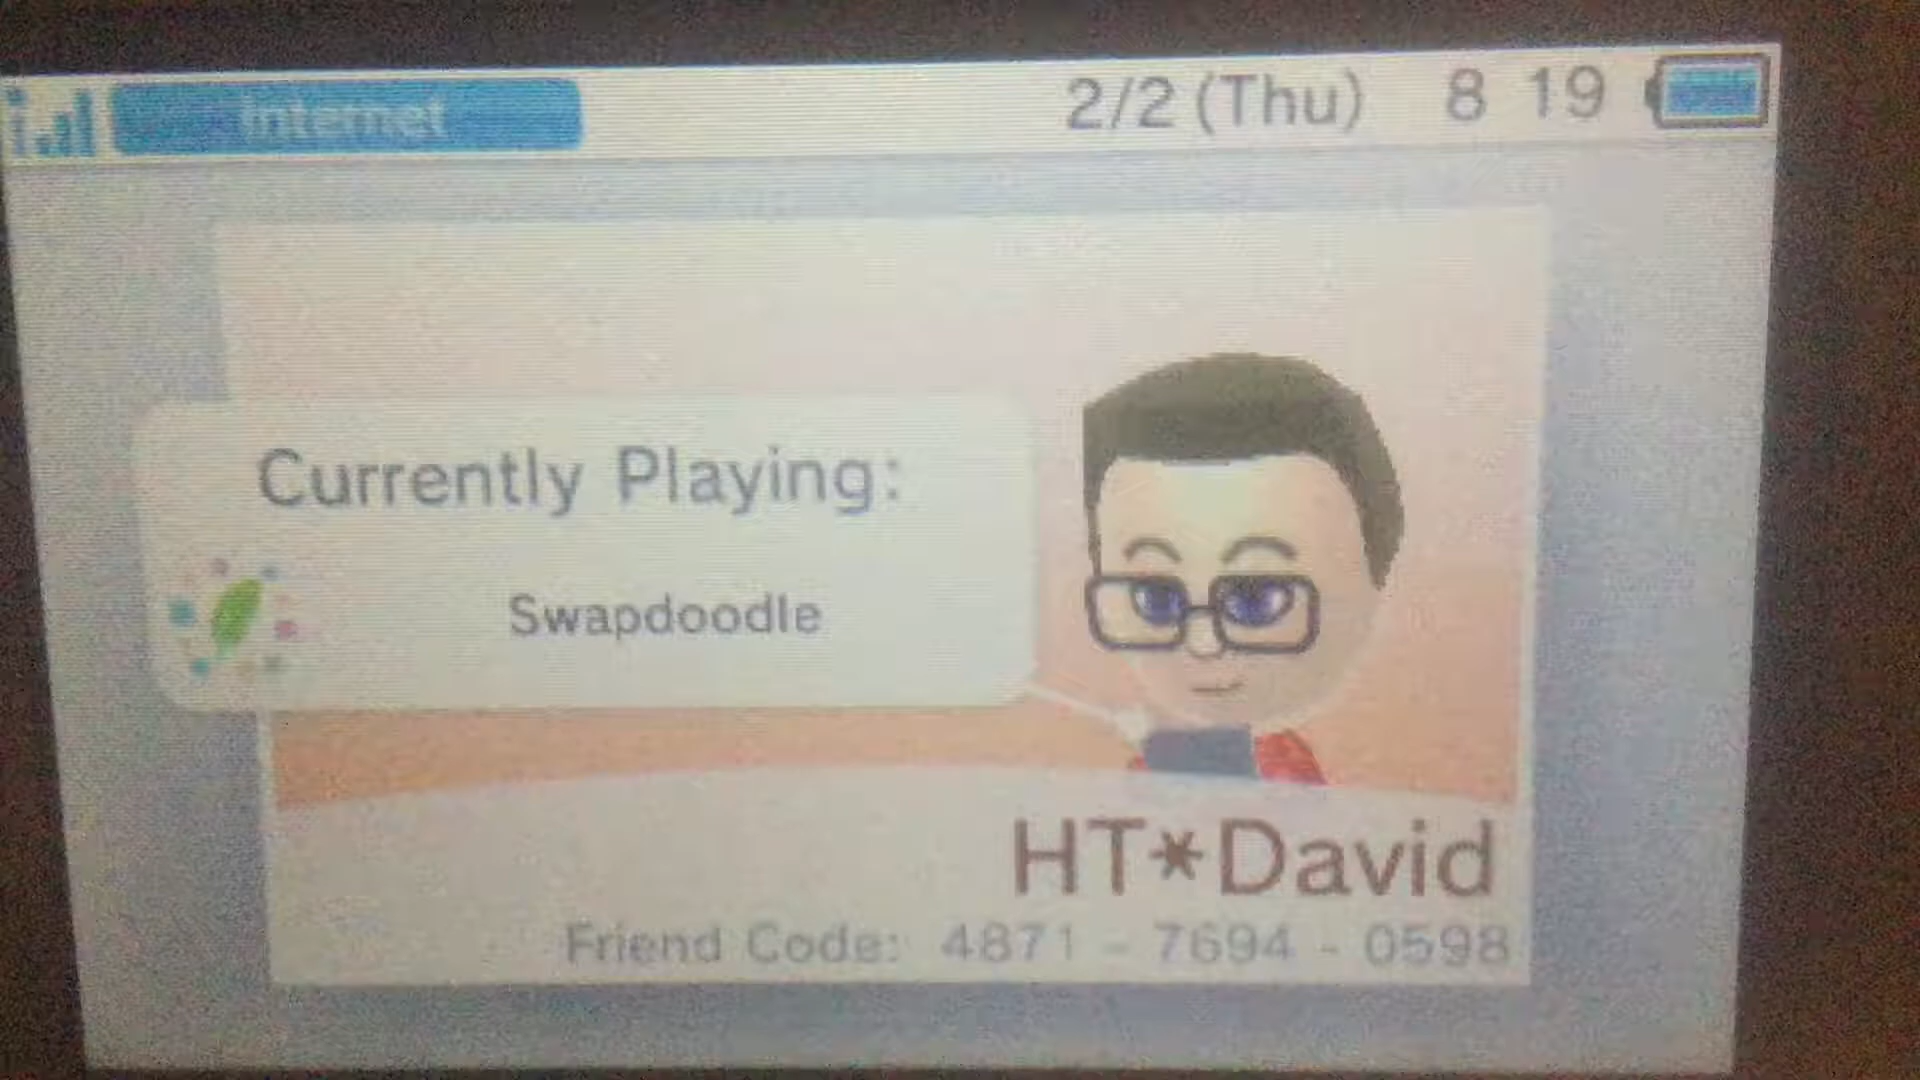 Internet 2/2 (Thu) 8 19
Currently Playing:
Swapdoodle
HT*David
Friend Code: 4871 - 7694 - 0598